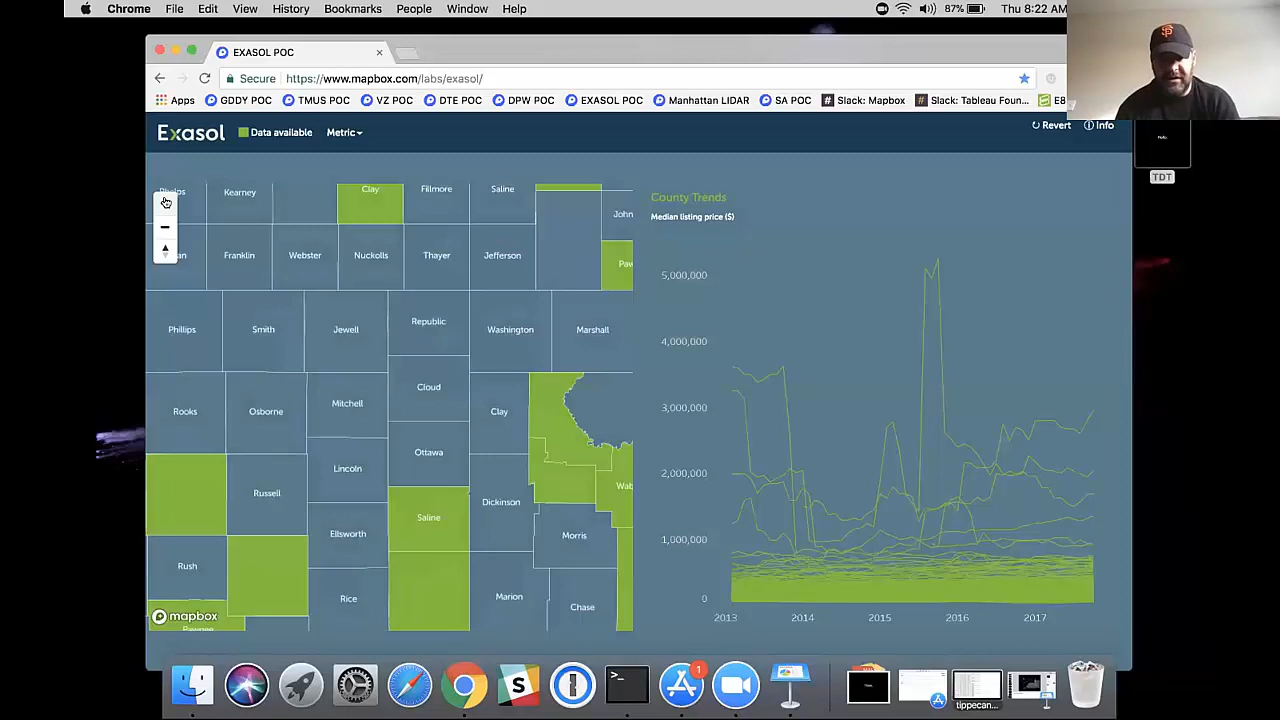 Chrome File Edit View History Bookmarks People Window Help 87% Thu 8:22 AM
EXASOL POC
Secure https://www.mapbox.com/labs/exasol/
Apps GDDY POC TMUS POC VZ POC DTE POC DPW POC EXASOL POC Manhattan LIDAR SA POC Slack: Mapbox Slack: Tableau Foun... E8
Exasol Data available Metric Revert Info
TDT
Kearney Clay Fillmore Saline
John
Franklin Webster Nuckolls Thayer Jefferson
Paw
Phillips Smith Jewell Republic Washington Marshall
Rooks Osborne Mitchell Cloud Clay
Russell Lincoln Ottawa Dickinson Wab
Ellsworth Saline Morris
Rush Rice Marion Chase
Pawnee
mapbox
County Trends
Median listing price ($)
5,000,000
4,000,000
3,000,000
2,000,000
1,000,000
0
2013 2014 2015 2016 2017
tippecan...